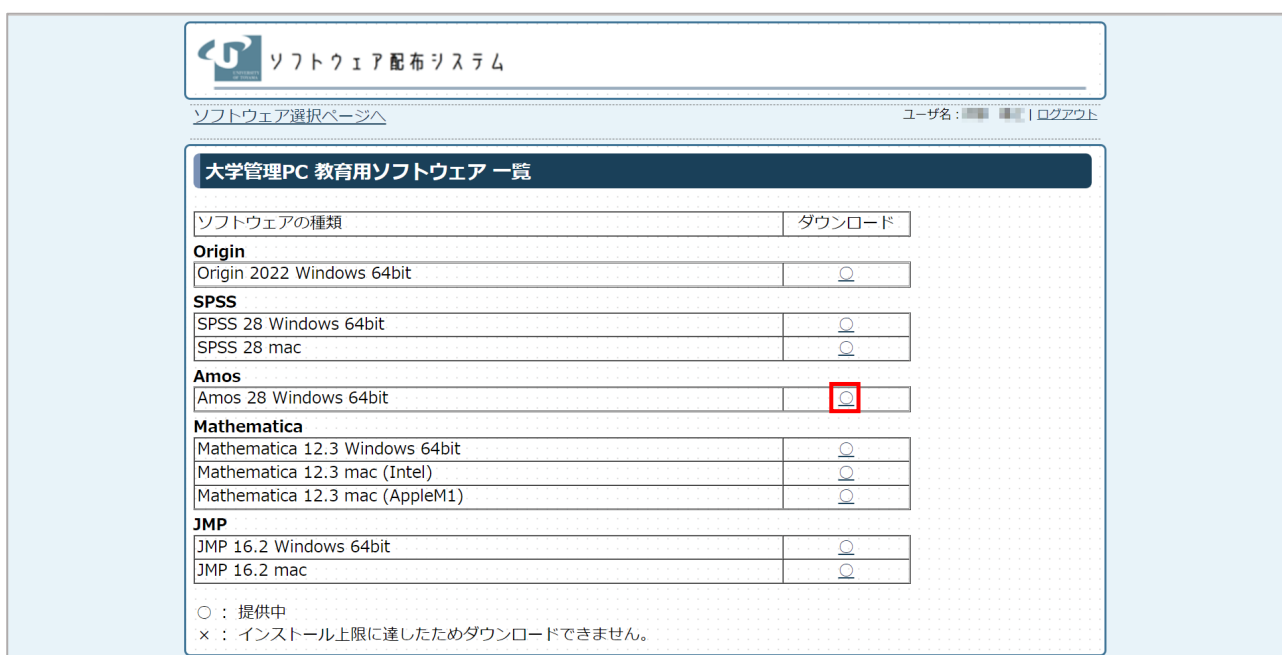 UNIVERSITY
OF TOYAMA
ソフトウェア配布システム
ソフトウェア選択ページへ
ユーザ名: | ログアウト
大学管理PC 教育用ソフトウェア 一覧
ソフトウェアの種類 ダウンロード
Origin
Origin 2022 Windows 64bit ○
SPSS
SPSS 28 Windows 64bit ○
SPSS 28 mac ○
Amos
Amos 28 Windows 64bit ○
Mathematica
Mathematica 12.3 Windows 64bit ○
Mathematica 12.3 mac (Intel) ○
Mathematica 12.3 mac (AppleM1) ○
JMP
JMP 16.2 Windows 64bit ○
JMP 16.2 mac ○
○ : 提供中
× : インストール上限に達したためダウンロードできません。